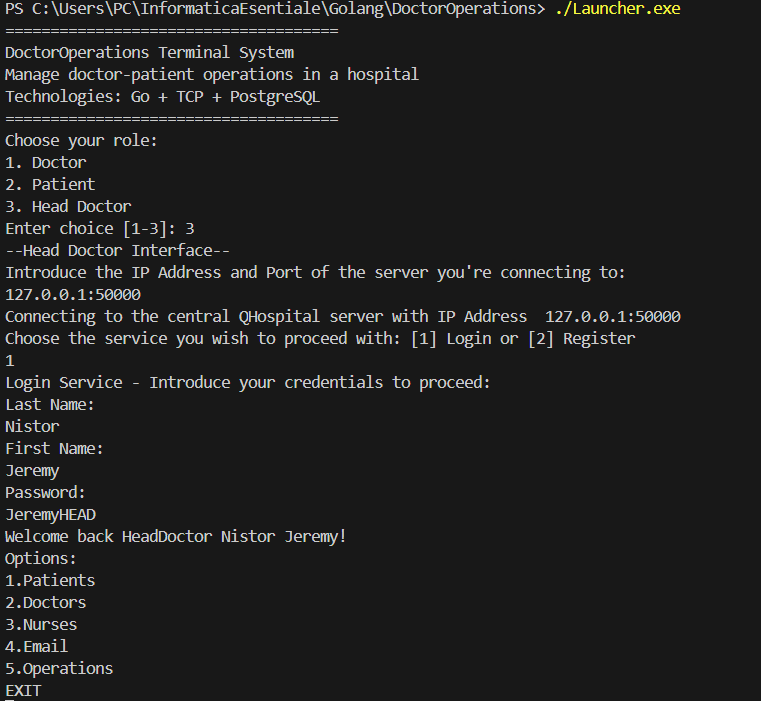 PS C:\Users\PC\InformaticaEsentiale\Golang\DoctorOperations> ./Launcher.exe
=====================================
DoctorOperations Terminal System
Manage doctor-patient operations in a hospital
Technologies: Go + TCP + PostgreSQL
=====================================
Choose your role:
1. Doctor
2. Patient
3. Head Doctor
Enter choice [1-3]: 3
--Head Doctor Interface--
Introduce the IP Address and Port of the server you're connecting to:
127.0.0.1:50000
Connecting to the central QHospital server with IP Address  127.0.0.1:50000
Choose the service you wish to proceed with: [1] Login or [2] Register
1
Login Service - Introduce your credentials to proceed:
Last Name:
Nistor
First Name:
Jeremy
Password:
JeremyHEAD
Welcome back HeadDoctor Nistor Jeremy!
Options:
1.Patients
2.Doctors
3.Nurses
4.Email
5.Operations
EXIT